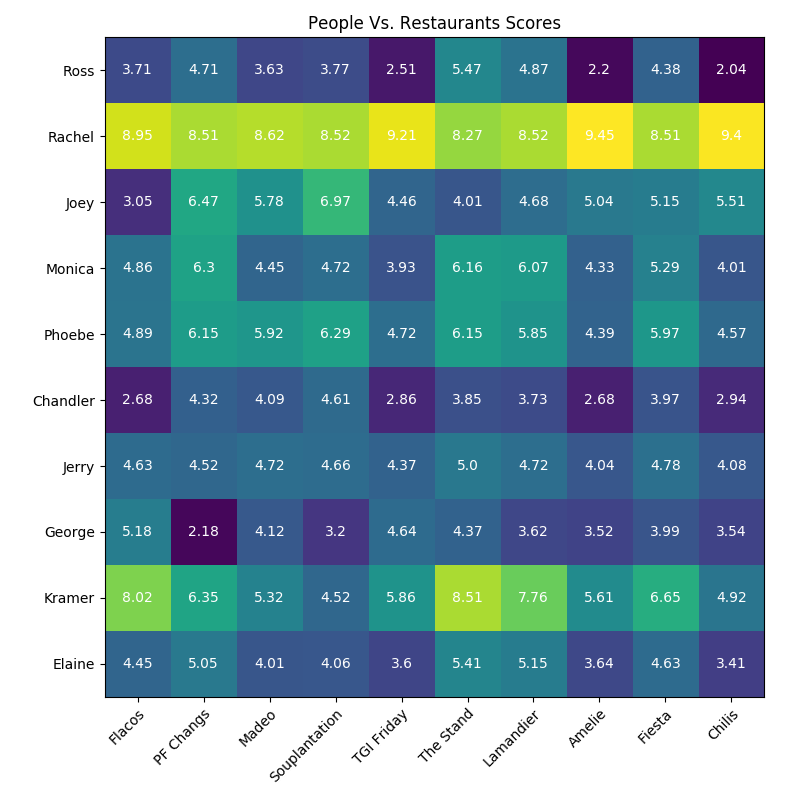 People Vs. Restaurants Scores
Ross 3.71 4.71 3.63 3.77 2.51 5.47 4.87 2.2 4.38 2.04
Rachel 8.95 8.51 8.62 8.52 9.21 8.27 8.52 9.45 8.51 9.4
Joey 3.05 6.47 5.78 6.97 4.46 4.01 4.68 5.04 5.15 5.51
Monica 4.86 6.3 4.45 4.72 3.93 6.16 6.07 4.33 5.29 4.01
Phoebe 4.89 6.15 5.92 6.29 4.72 6.15 5.85 4.39 5.97 4.57
Chandler 2.68 4.32 4.09 4.61 2.86 3.85 3.73 2.68 3.97 2.94
Jerry 4.63 4.52 4.72 4.66 4.37 5.0 4.72 4.04 4.78 4.08
George 5.18 2.18 4.12 3.2 4.64 4.37 3.62 3.52 3.99 3.54
Kramer 8.02 6.35 5.32 4.52 5.86 8.51 7.76 5.61 6.65 4.92
Elaine 4.45 5.05 4.01 4.06 3.6 5.41 5.15 3.64 4.63 3.41
Flacos PF Changs Madeo Souplantation TGI Friday The Stand Lamandier Amelie Fiesta Chilis